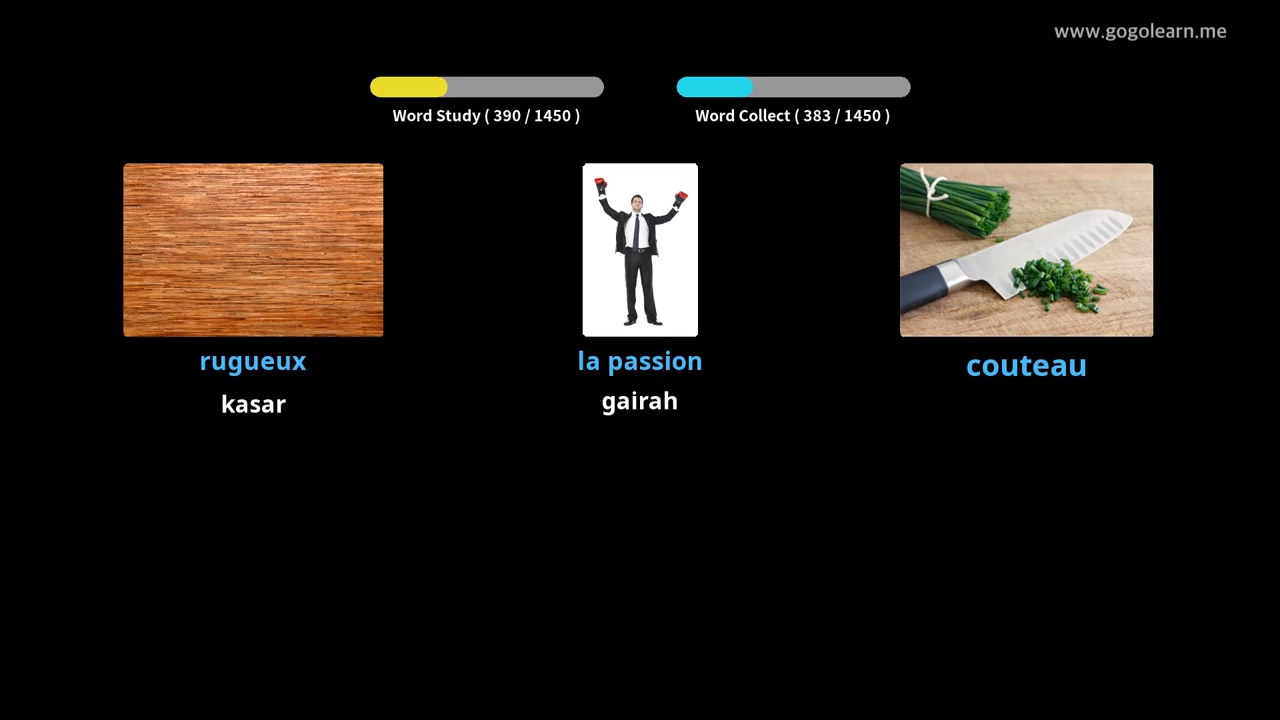 www.gogolearn.me
Word Study ( 390 / 1450 )
Word Collect ( 383 / 1450 )
rugueux
kasar
la passion
gairah
couteau